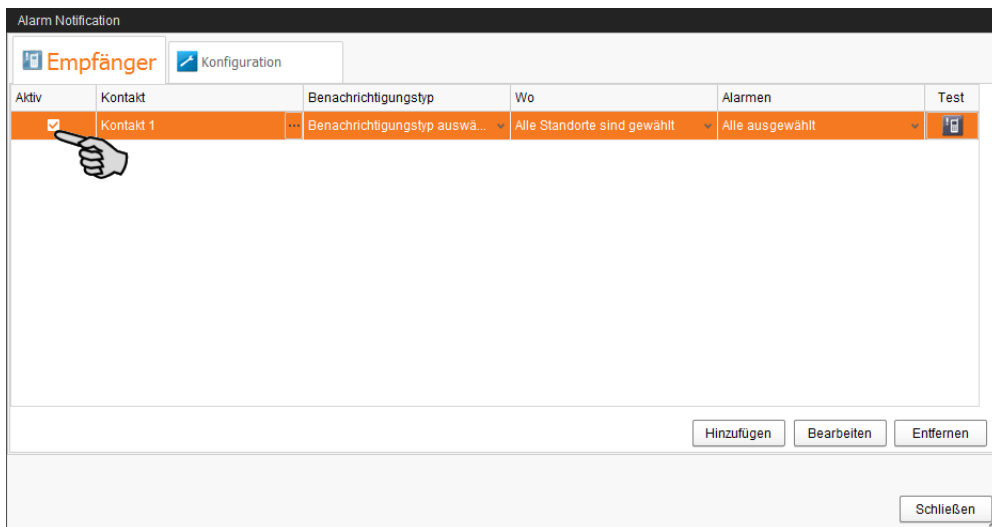 Alarm Notification
Empfänger Konfiguration
Aktiv Kontakt Benachrichtigungstyp Wo Alarmen Test
Kontakt 1 ... Benachrichtigungstyp auswä... Alle Standorte sind gewählt Alle ausgewählt
Hinzufügen Bearbeiten Entfernen
Schließen